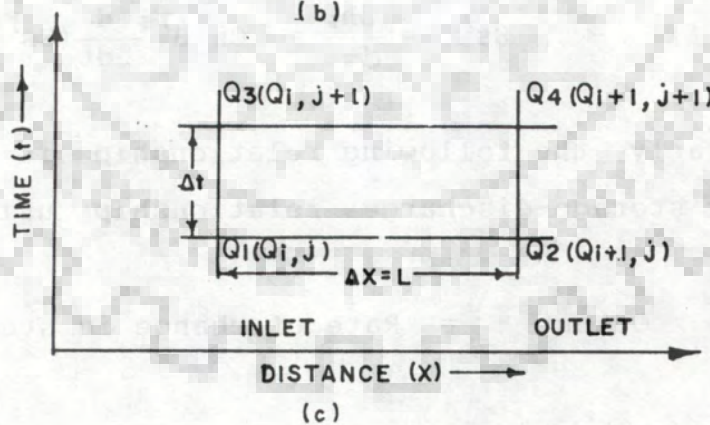 (b)
Q3(Qi,j+1)
Q4(Qi+1,j+1)
TIME (t)
Δt
Q1(Qi,j)
Q2(Qi+1,j)
ΔX=L
INLET
OUTLET
DISTANCE (X)
(c)